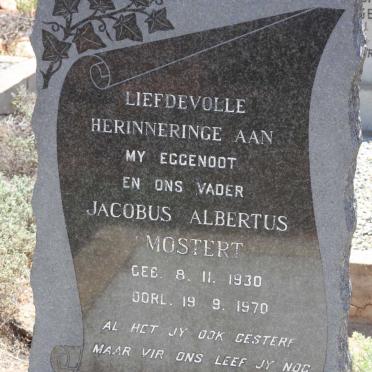 LIEFDEVOLLE
HERINNERINGE AAN
MY EGGENOOT
EN ONS VADER
JACOBUS ALBERTUS
MOSTERT
GEB. 8. 11. 1930
OORL. 19. 9. 1970
AL HET JY OOK GESTERF
MAAR VIR ONS LEEF JY NOG